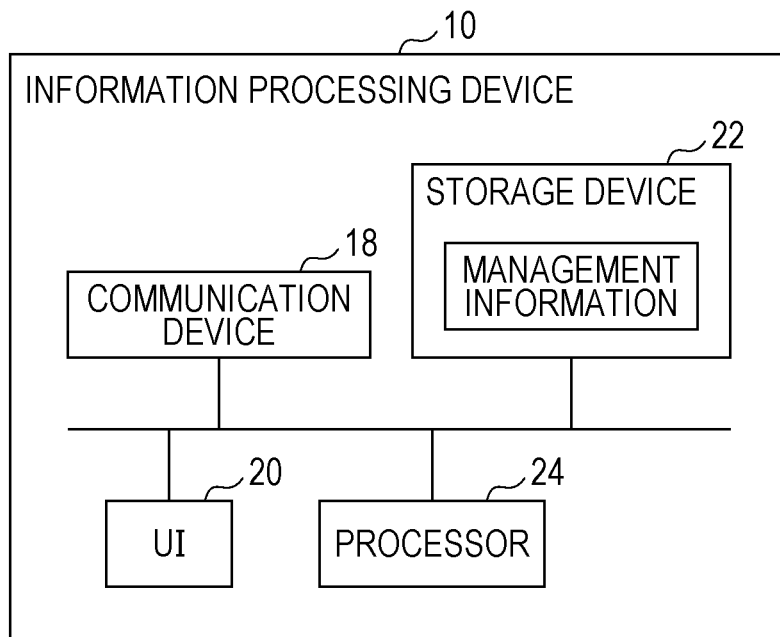 10
INFORMATION PROCESSING DEVICE
22
STORAGE DEVICE
MANAGEMENT
INFORMATION
18
COMMUNICATION
DEVICE
20
UI
24
PROCESSOR